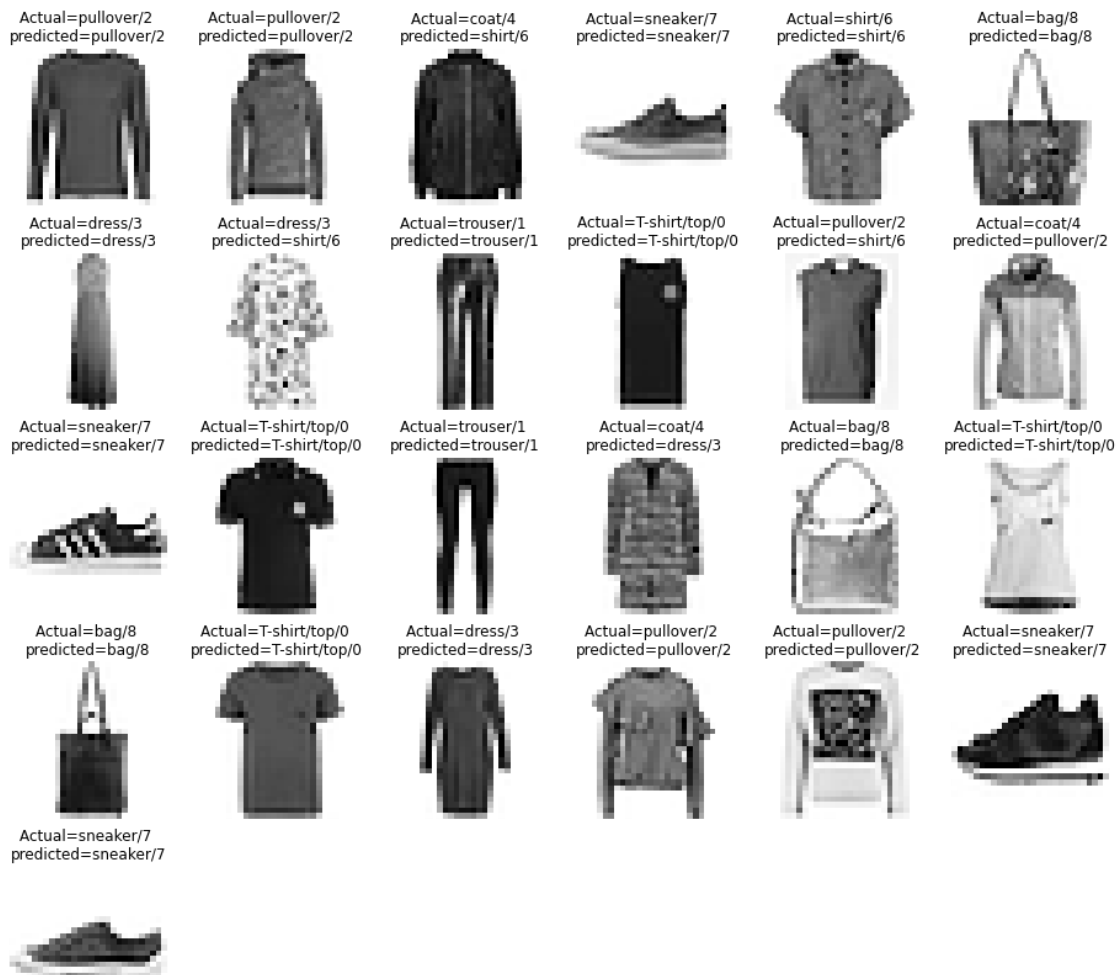 Actual=pullover/2
predicted=pullover/2
Actual=pullover/2
predicted=pullover/2
Actual=coat/4
predicted=shirt/6
Actual=sneaker/7
predicted=sneaker/7
Actual=shirt/6
predicted=shirt/6
Actual=bag/8
predicted=bag/8
Actual=dress/3
predicted=dress/3
Actual=dress/3
predicted=shirt/6
Actual=trouser/1
predicted=trouser/1
Actual=T-shirt/top/0
predicted=T-shirt/top/0
Actual=pullover/2
predicted=shirt/6
Actual=coat/4
predicted=pullover/2
Actual=sneaker/7
predicted=sneaker/7
Actual=T-shirt/top/0
predicted=T-shirt/top/0
Actual=trouser/1
predicted=trouser/1
Actual=coat/4
predicted=dress/3
Actual=bag/8
predicted=bag/8
Actual=T-shirt/top/0
predicted=T-shirt/top/0
Actual=bag/8
predicted=bag/8
Actual=T-shirt/top/0
predicted=T-shirt/top/0
Actual=dress/3
predicted=dress/3
Actual=pullover/2
predicted=pullover/2
Actual=pullover/2
predicted=pullover/2
Actual=sneaker/7
predicted=sneaker/7
Actual=sneaker/7
predicted=sneaker/7